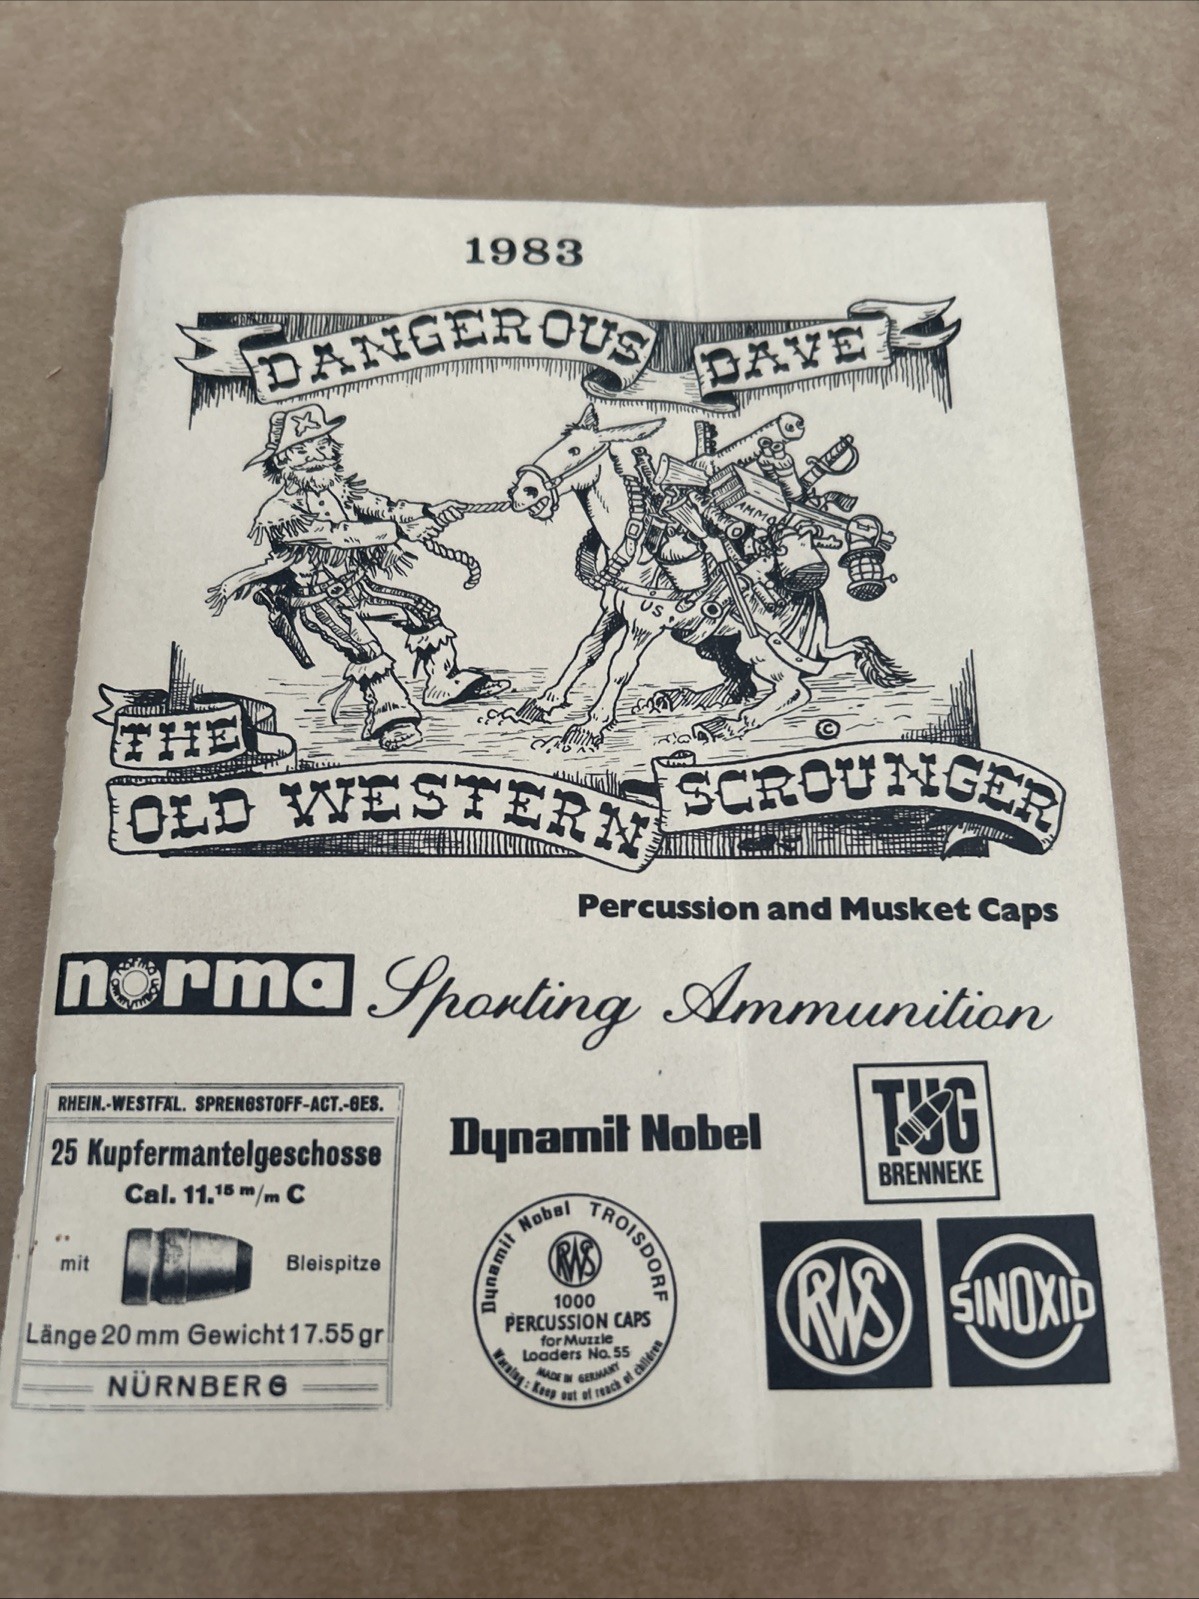 1983
DANGEROUS DAVE
AMMO
US
©
THE
OLD WESTERN SCROUNGER
Percussion and Musket Caps
norma Sporting Ammunition
RHEIN.-WESTFÄL. SPRENGSTOFF-ACT.-GES.
25 Kupfermantelgeschosse
Cal. 11.15 m/m C
mit Bleispitze
Länge 20 mm Gewicht 17.55 gr
NÜRNBERG
Dynamit Nobel
Dynamit Nobel TROISDORF
RWS
1000
PERCUSSION CAPS
for Muzzle
Loaders No. 55
MADE IN GERMANY
Warning: Keep out of reach of children
TUG
BRENNEKE
RWS
SINOXID